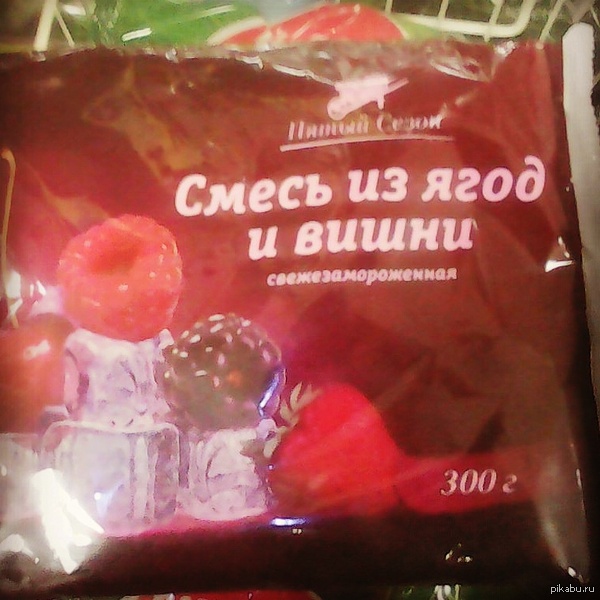 Пятый Сезон
Смесь из ягод
и вишни
свежезамороженная
300 г
pikabu.ru